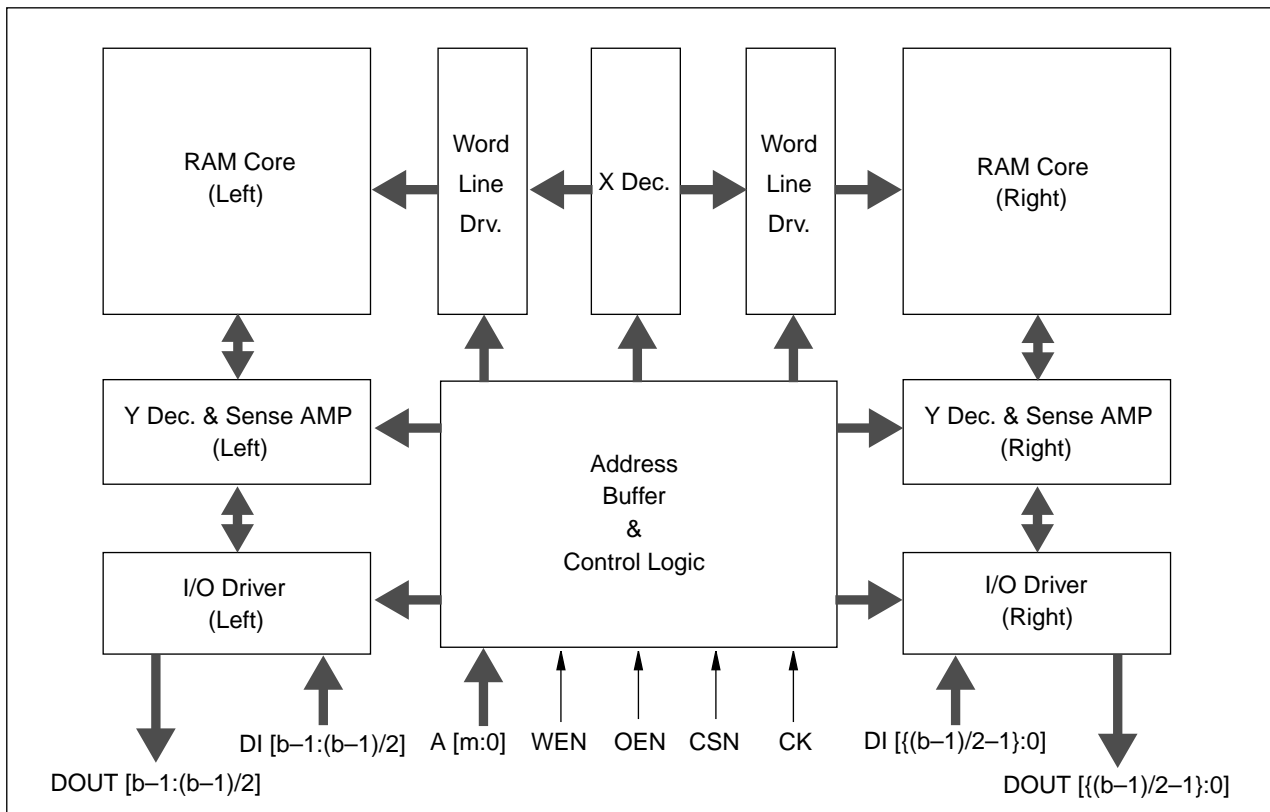 RAM Core
(Left)
Word
Line
Drv.
X Dec.
Word
Line
Drv.
RAM Core
(Right)
Y Dec. & Sense AMP
(Left)
Address
Buffer
&
Control Logic
Y Dec. & Sense AMP
(Right)
I/O Driver
(Left)
I/O Driver
(Right)
DI [b–1:(b–1)/2]
A [m:0]
WEN
OEN
CSN
CK
DI [{(b–1)/2–1}:0]
DOUT [b–1:(b–1)/2]
DOUT [{(b–1)/2–1}:0]